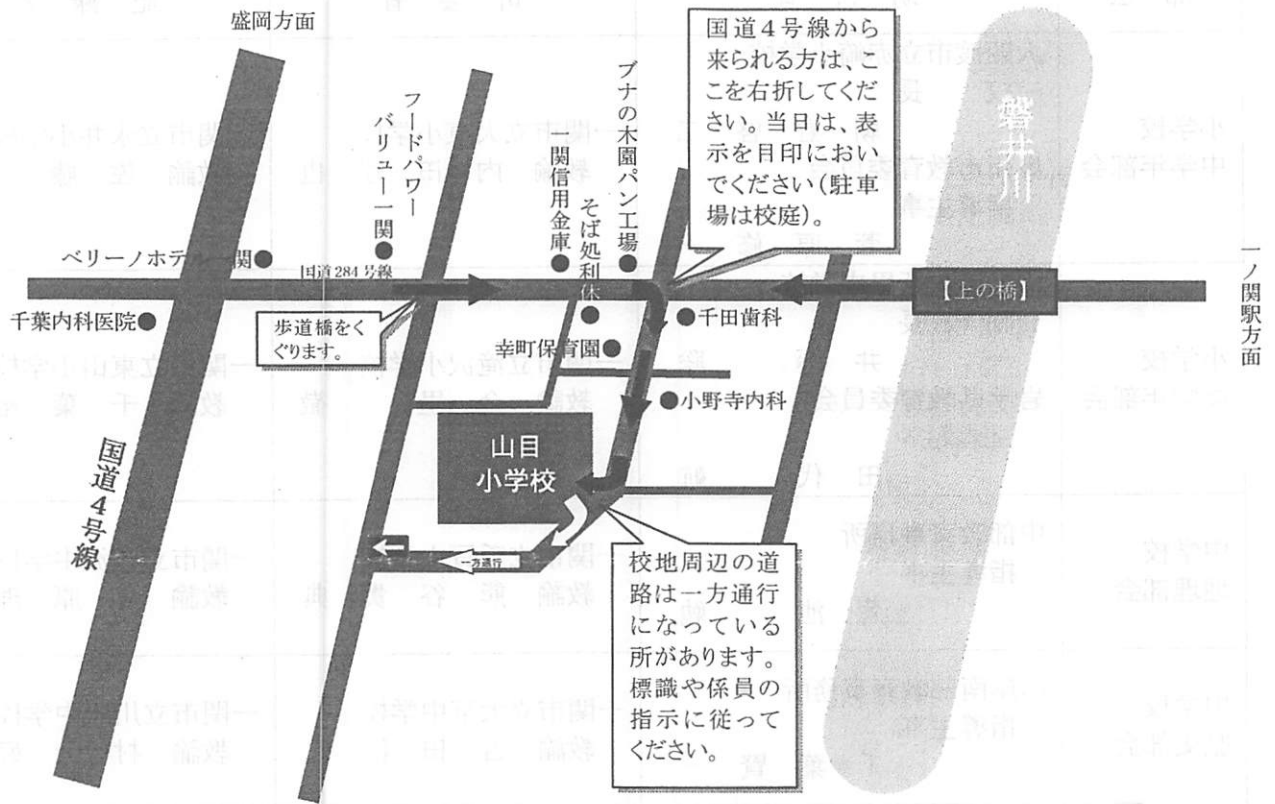 盛岡方面
国道4号線から
来られる方は、こ
こを右折してくだ
さい。当日は、表
示を目印におい
でください（駐車
場は校庭）。
磐井川
ブナの木園パン工場
フードパワー
バリュー一関
関信用金庫
そば処利休
ベリーノホテル一関
国道284号線
【上の橋】
一ノ関駅方面
千葉内科医院
歩道橋をく
ぐります。
千田歯科
幸町保育園
小野寺内科
山目
小学校
国道4号線
一方通行
校地周辺の道
路は一方通行
になっている
所があります。
標識や係員の
指示に従って
ください。